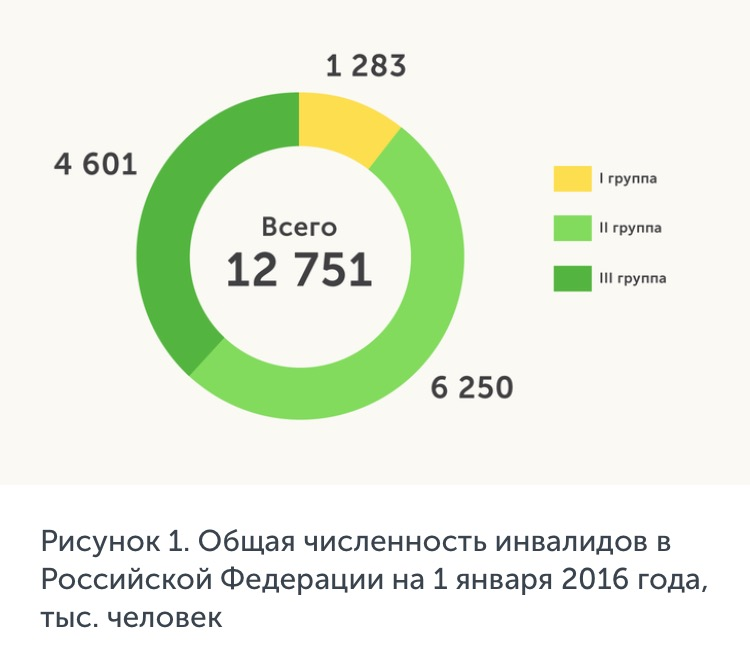 1 283
4 601
Всего
12 751
6 250
I группа
II группа
III группа
Рисунок 1. Общая численность инвалидов в
Российской Федерации на 1 января 2016 года,
тыс. человек